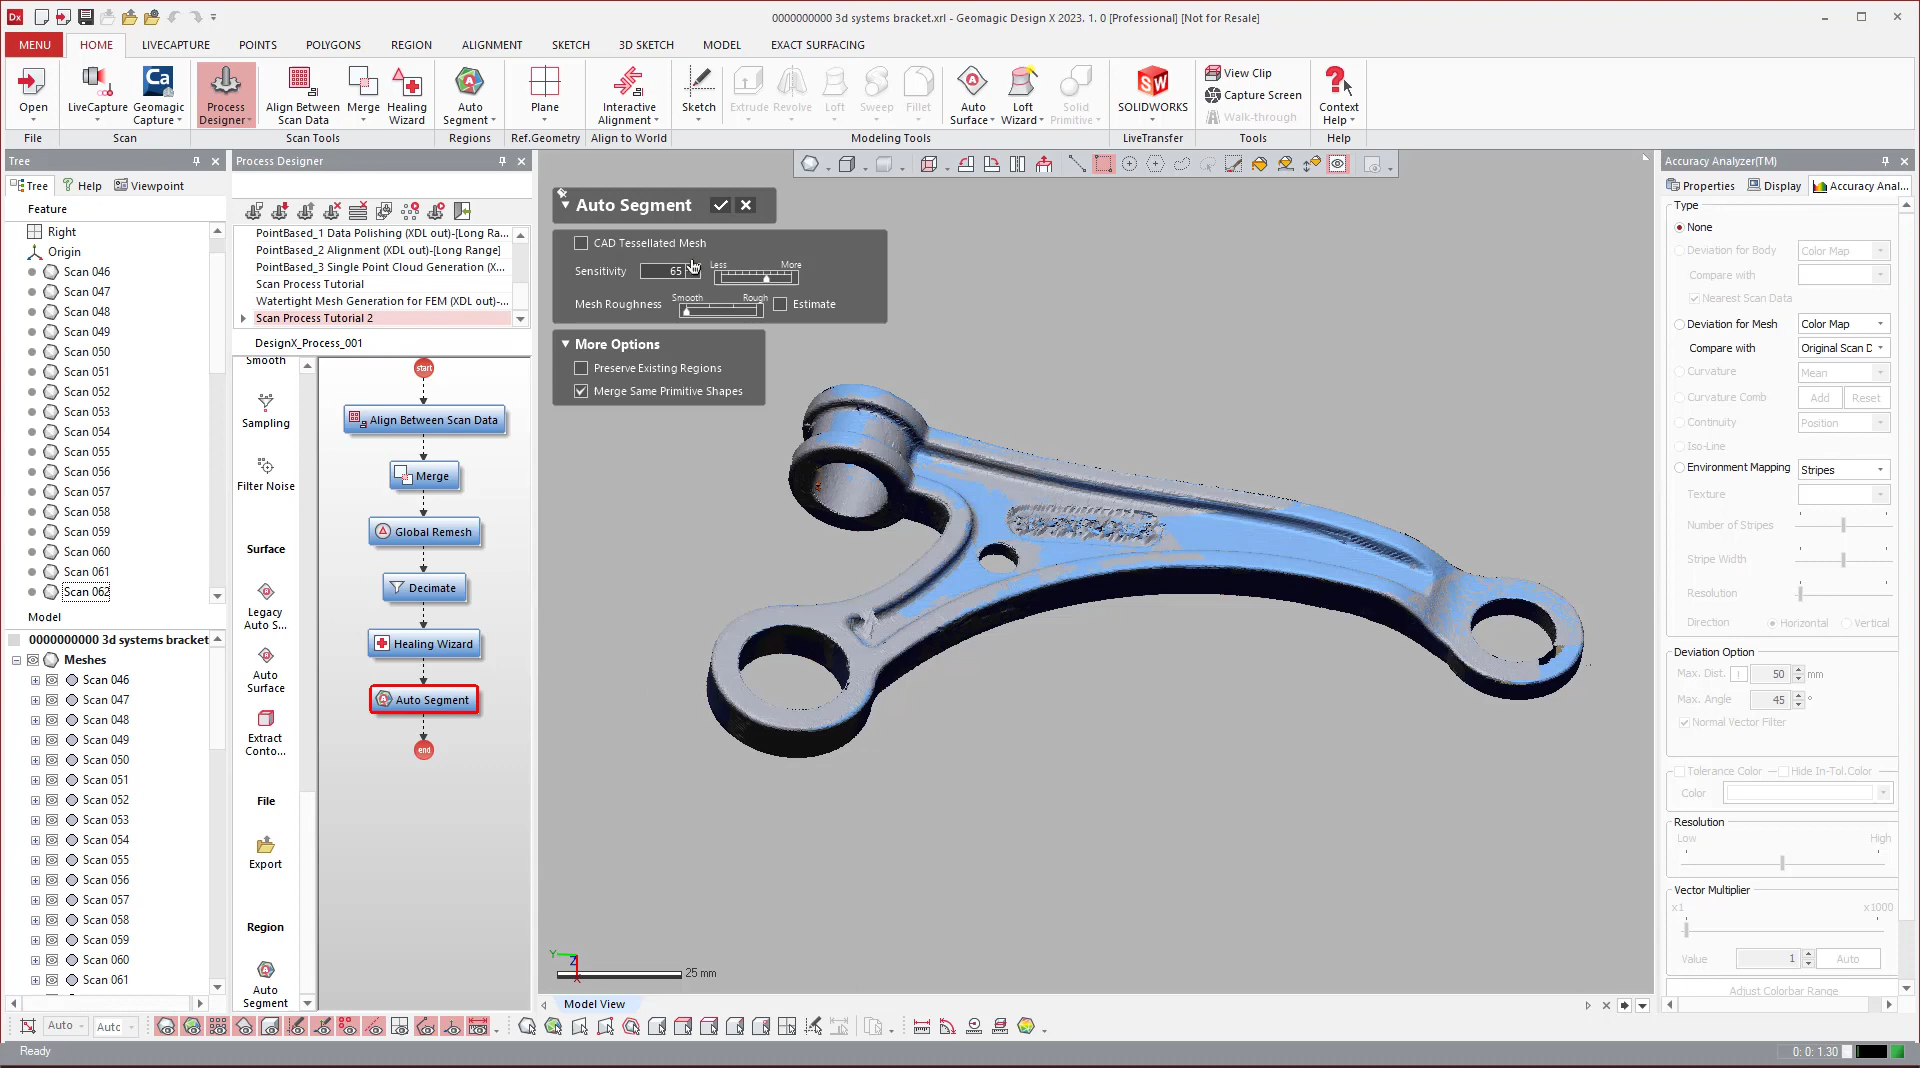 Dx
0000000000 3d systems bracket.xrl - Geomagic Design X 2023. 1. 0 [Professional] [Not for Resale]
MENU HOME LIVECAPTURE POINTS POLYGONS REGION ALIGNMENT SKETCH 3D SKETCH MODEL EXACT SURFACING
Open
LiveCapture
Geomagic Capture
Process Designer
Align Between Scan Data
Merge
Healing Wizard
Auto Segment
Plane
Interactive Alignment
Sketch
Extrude
Revolve
Loft
Sweep
Fillet
Auto Surface
Loft Wizard
Solid Primitive
SOLIDWORKS
View Clip
Capture Screen
Walk-through
Context Help
File Scan Scan Tools Regions Ref.Geometry Align to World Modeling Tools LiveTransfer Tools Help
Tree
Tree Help Viewpoint
Feature
Right
Origin
Scan 046
Scan 047
Scan 048
Scan 049
Scan 050
Scan 051
Scan 052
Scan 053
Scan 054
Scan 055
Scan 056
Scan 057
Scan 058
Scan 059
Scan 060
Scan 061
Scan 062
Model
0000000000 3d systems bracket
Meshes
Scan 046
Scan 047
Scan 048
Scan 049
Scan 050
Scan 051
Scan 052
Scan 053
Scan 054
Scan 055
Scan 056
Scan 057
Scan 058
Scan 059
Scan 060
Scan 061
Process Designer
PointBased_1 Data Polishing (XDL out)-[Long Ra...
PointBased_2 Alignment (XDL out)-[Long Range]
PointBased_3 Single Point Cloud Generation (X...
Scan Process Tutorial
Watertight Mesh Generation for FEM (XDL out)-...
Scan Process Tutorial 2
DesignX_Process_001
Smooth
Sampling
Filter Noise
Surface
Legacy Auto S...
Auto Surface
Extract Conto...
File
Export
Region
Auto Segment
start
Align Between Scan Data
Merge
Global Remesh
Decimate
Healing Wizard
Auto Segment
end
Auto Segment
CAD Tessellated Mesh
Sensitivity 65 Less More
Mesh Roughness Smooth Rough Estimate
More Options
Preserve Existing Regions
Merge Same Primitive Shapes
Y Z X
25 mm
Model View
Accuracy Analyzer(TM)
Properties Display Accuracy Anal...
Type
None
Deviation for Body Color Map
Compare with
Nearest Scan Data
Deviation for Mesh Color Map
Compare with Original Scan D
Curvature Mean
Curvature Comb Add Reset
Continuity Position
Iso-Line
Environment Mapping Stripes
Texture
Number of Stripes
Stripe Width
Resolution
Direction Horizontal Vertical
Deviation Option
Max. Dist. ! 50 mm
Max. Angle 45 °
Normal Vector Filter
Tolerance Color Hide In-Tol.Color
Color
Resolution
Low High
Vector Multiplier
x1 x1000
Value 1 Auto
Adjust Colorbar Range
Auto Autc
Ready
0: 0: 1.30